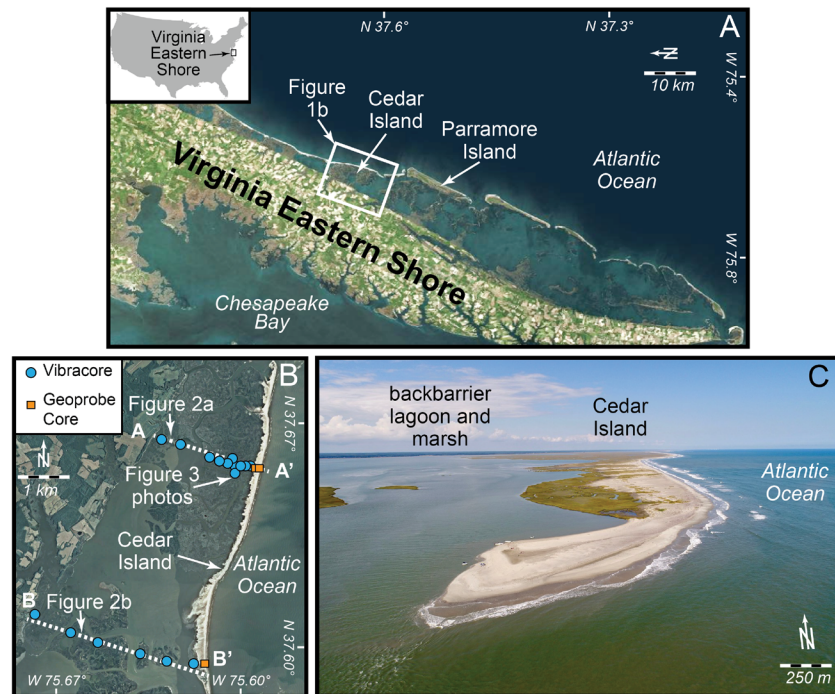 N 37.6°
N 37.3°
A
Virginia
Eastern
Shore
N
10 km
W 75.4°
Figure
1b
Cedar
Island
Parramore
Island
Atlantic
Ocean
Virginia Eastern Shore
W 75.8°
Chesapeake
Bay
Vibracore
Geoprobe
Core
B
Figure 2a
A
N 37.67°
N
1 km
A'
Figure 3
photos
Cedar
Island
Atlantic
Ocean
B
Figure 2b
B'
N 37.60°
W 75.67°
W 75.60°
C
backbarrier
lagoon and
marsh
Cedar
Island
Atlantic
Ocean
N
250 m